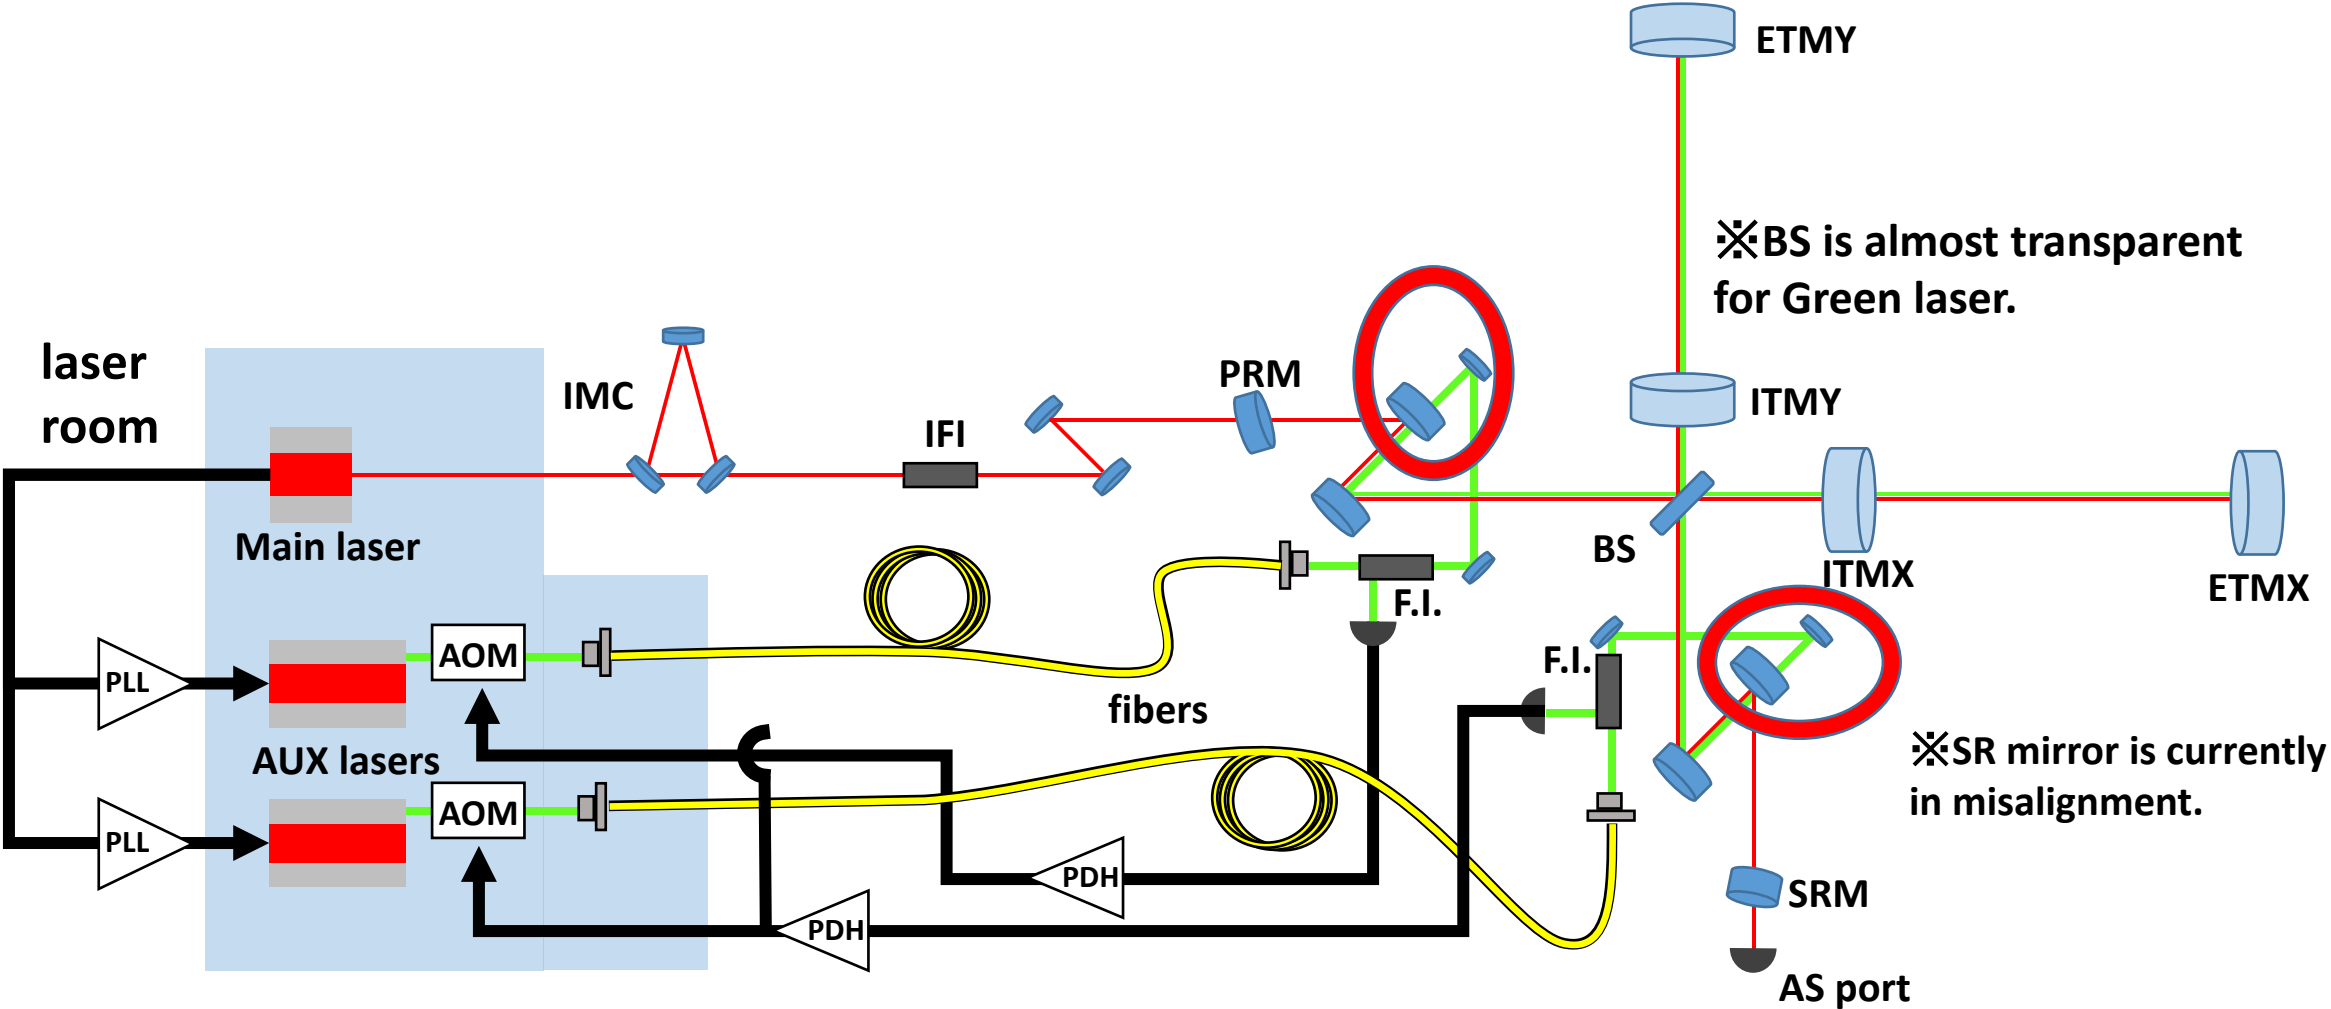 ETMY
※BS is almost transparent
for Green laser.
laser
room
IMC
PRM
ITMY
IFI
Main laser
BS
ITMX
ETMX
F.I.
AOM
PLL
F.I.
fibers
AUX lasers
※SR mirror is currently
in misalignment.
AOM
PLL
PDH
SRM
PDH
AS port